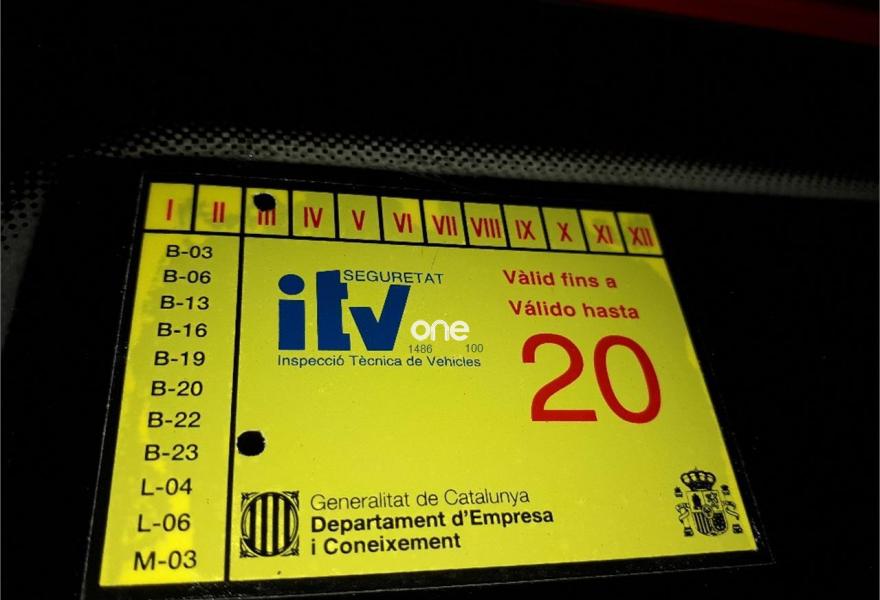 I II III IV V VI VII VIII IX X XI XII
B-03
B-06
B-13
B-16
B-19
B-20
B-22
B-23
L-04
L-06
M-03
SEGURETAT
itv
one
1486 100
Inspecció Tècnica de Vehicles
Vàlid fins a
Válido hasta
20
Generalitat de Catalunya
Departament d'Empresa
i Coneixement